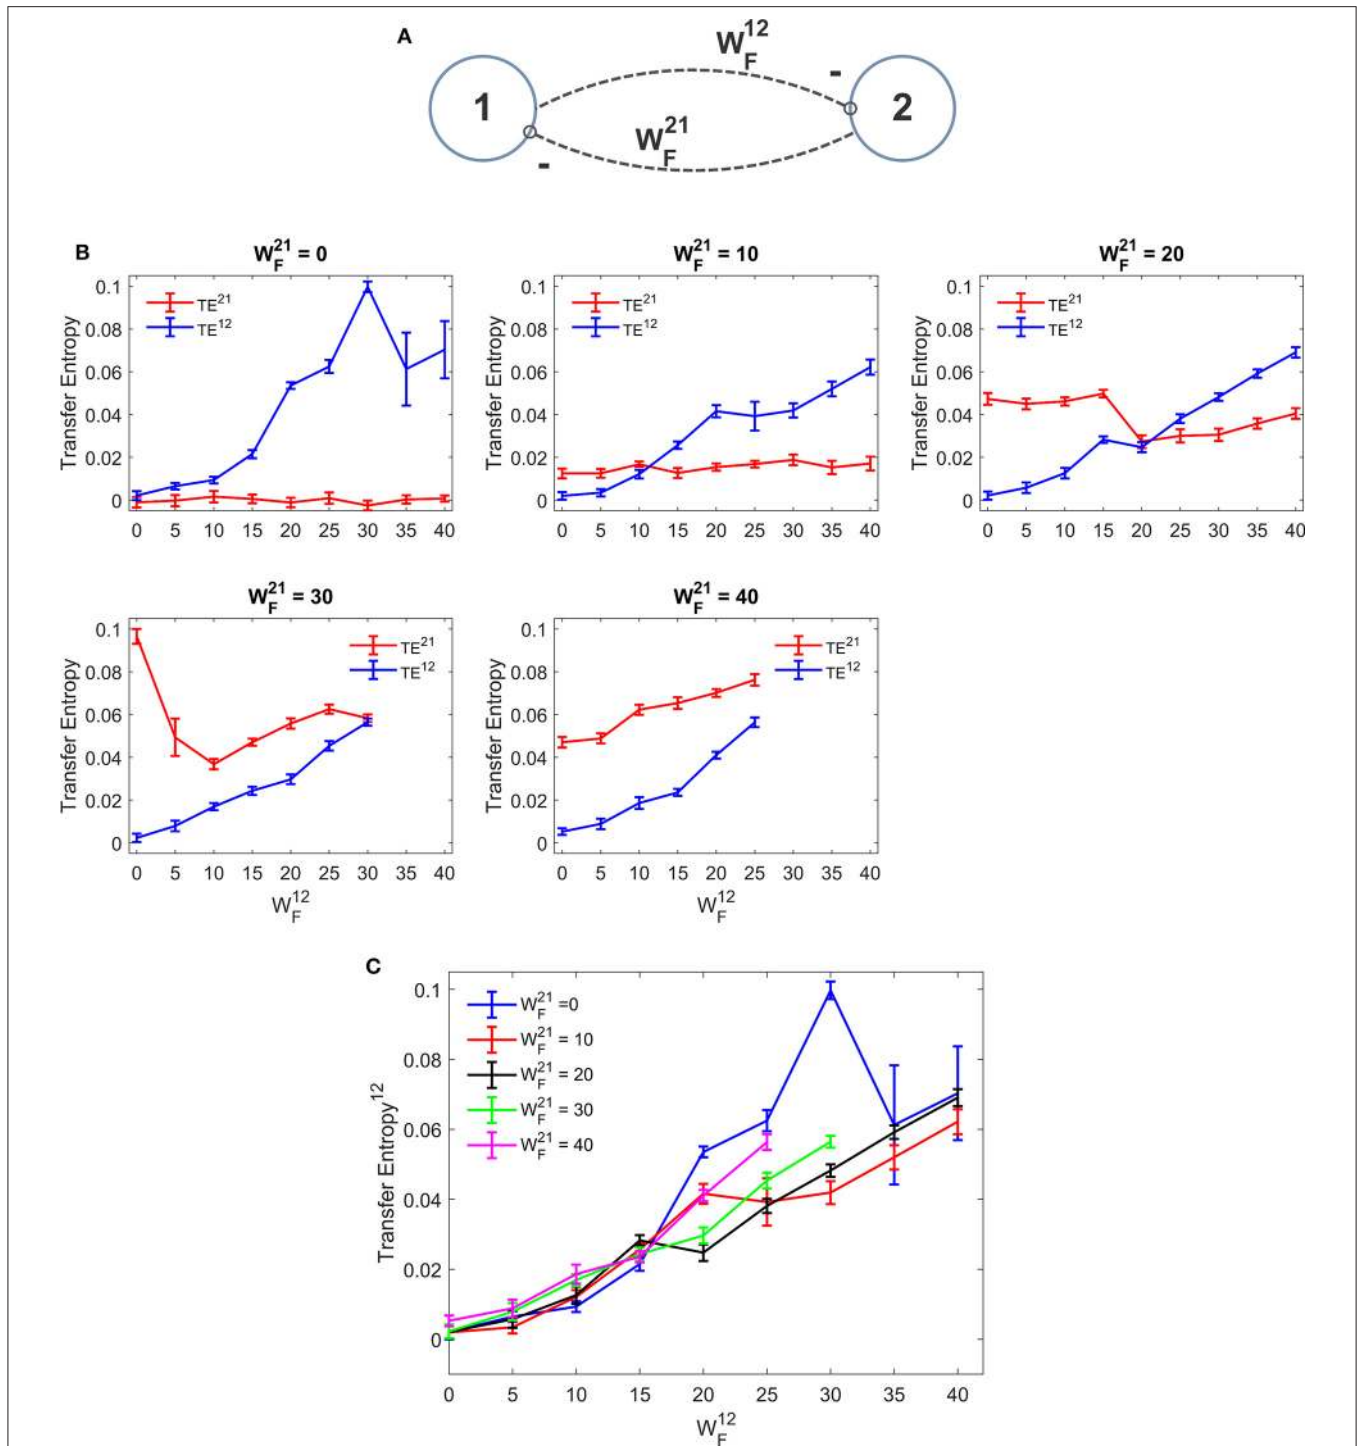 A
W_F^12
-
1
2
W_F^21
-
B
W_F^21 = 0
W_F^21 = 10
W_F^21 = 20
0.1
0.08
0.06
0.04
0.02
0
Transfer Entropy
TE^21
TE^12
0 5 10 15 20 25 30 35 40
0.1
0.08
0.06
0.04
0.02
0
Transfer Entropy
TE^21
TE^12
0 5 10 15 20 25 30 35 40
0.1
0.08
0.06
0.04
0.02
0
Transfer Entropy
TE^21
TE^12
0 5 10 15 20 25 30 35 40
W_F^21 = 30
W_F^21 = 40
0.1
0.08
0.06
0.04
0.02
0
Transfer Entropy
TE^21
TE^12
0 5 10 15 20 25 30 35 40
W_F^12
0.1
0.08
0.06
0.04
0.02
0
Transfer Entropy
TE^21
TE^12
0 5 10 15 20 25 30 35 40
W_F^12
C
0.1
0.08
0.06
0.04
0.02
0
Transfer Entropy^12
W_F^21 =0
W_F^21 = 10
W_F^21 = 20
W_F^21 = 30
W_F^21 = 40
0 5 10 15 20 25 30 35 40
W_F^12